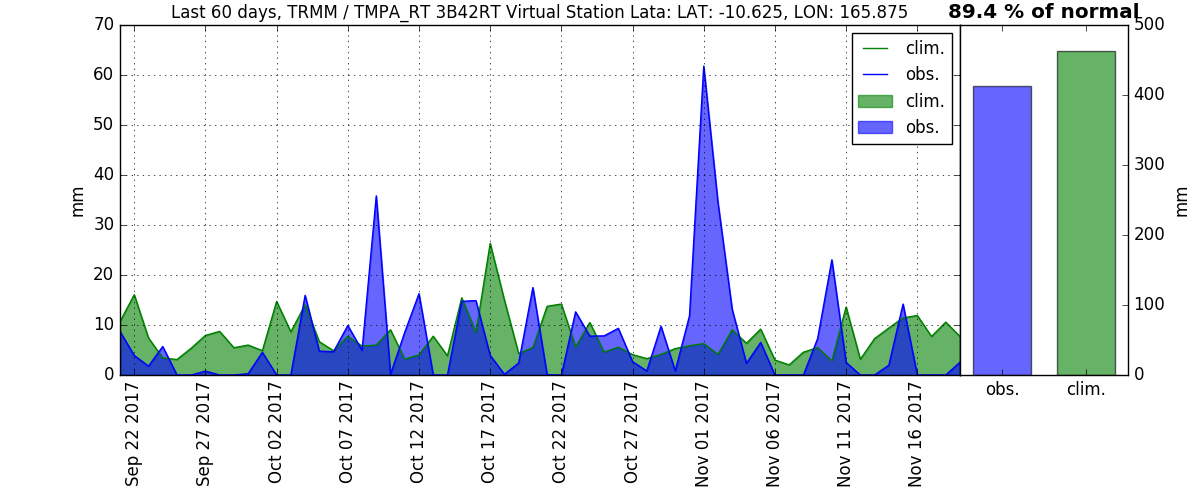 Last 60 days, TRMM / TMPA_RT 3B42RT Virtual Station Lata: LAT: -10.625, LON: 165.875
89.4 % of normal
70
60
50
40
30
20
10
0
mm
clim.
obs.
clim.
obs.
500
400
300
200
100
0
mm
Sep 22 2017
Sep 27 2017
Oct 02 2017
Oct 07 2017
Oct 12 2017
Oct 17 2017
Oct 22 2017
Oct 27 2017
Nov 01 2017
Nov 06 2017
Nov 11 2017
Nov 16 2017
obs.
clim.